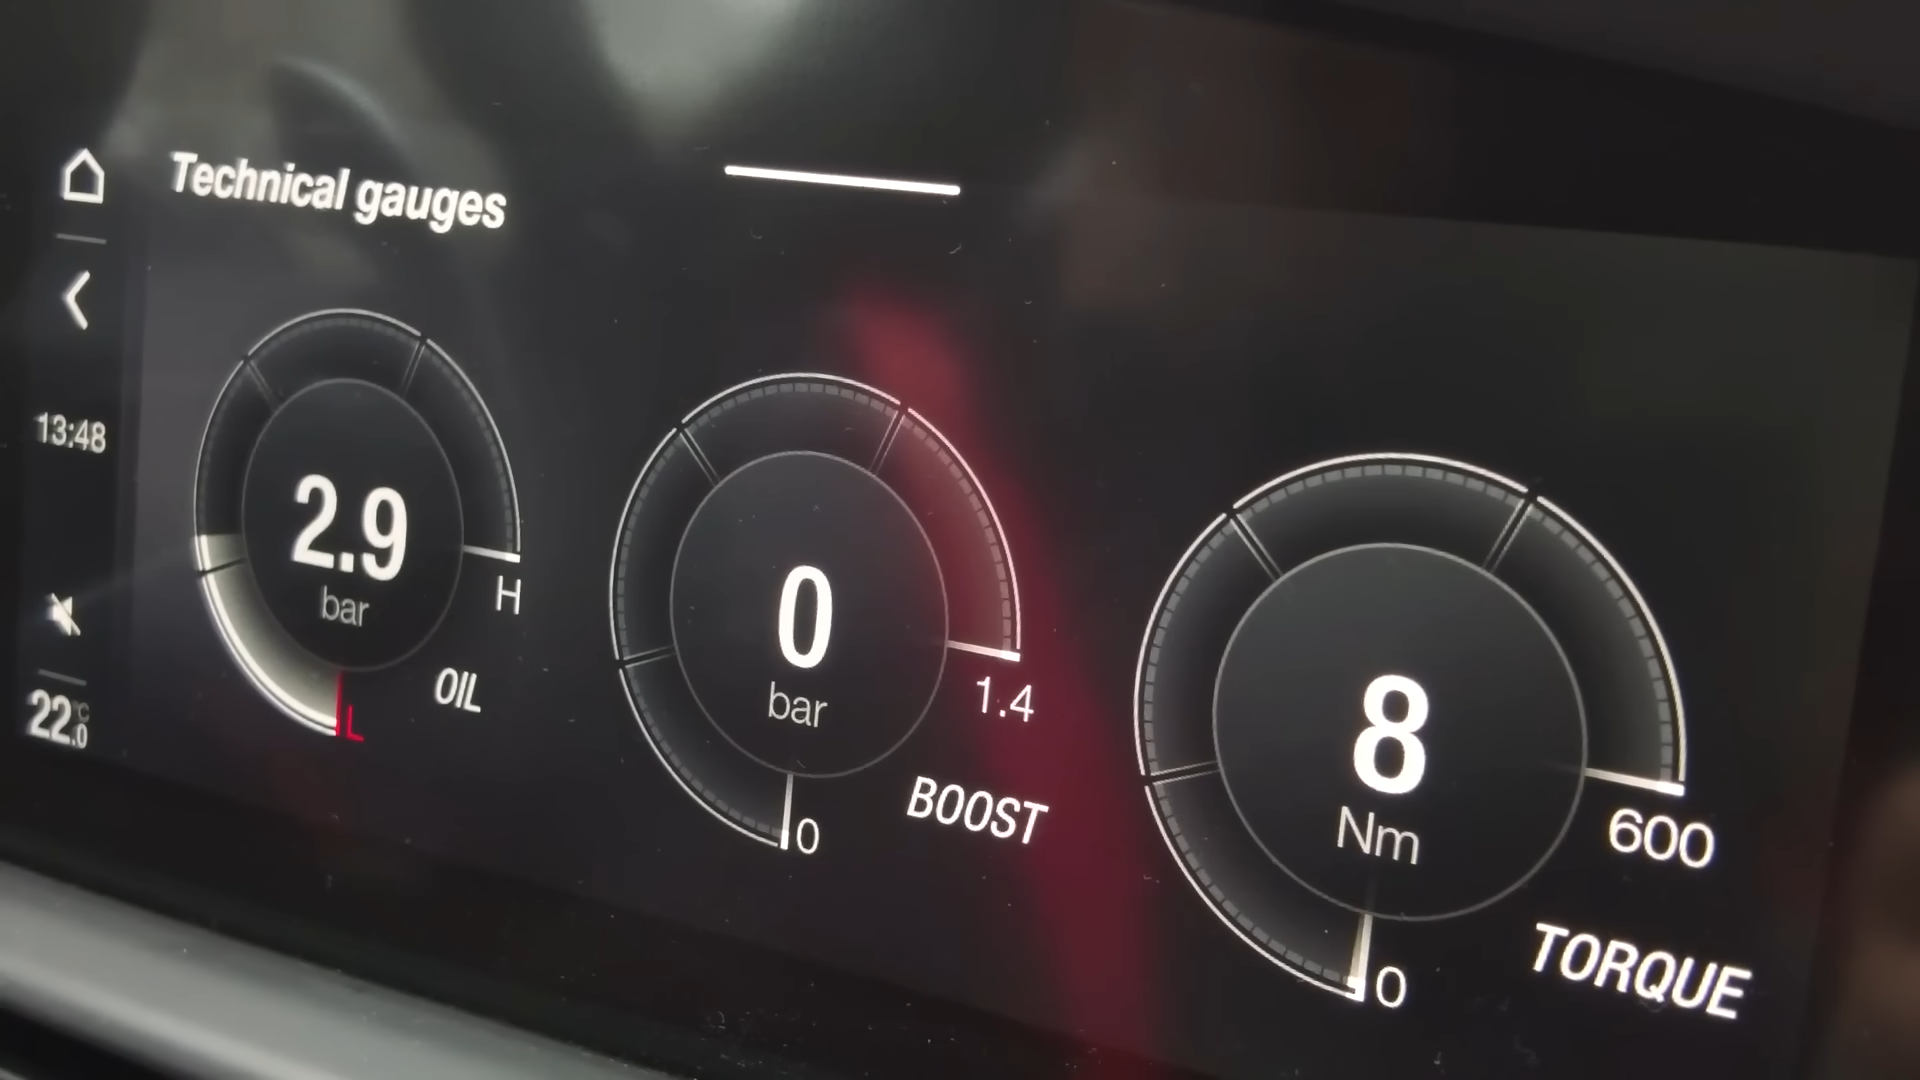 Technical gauges
13:48
22.0 °C
2.9
bar
L
H
OIL
0
bar
0
1.4
BOOST
8
Nm
0
600
TORQUE